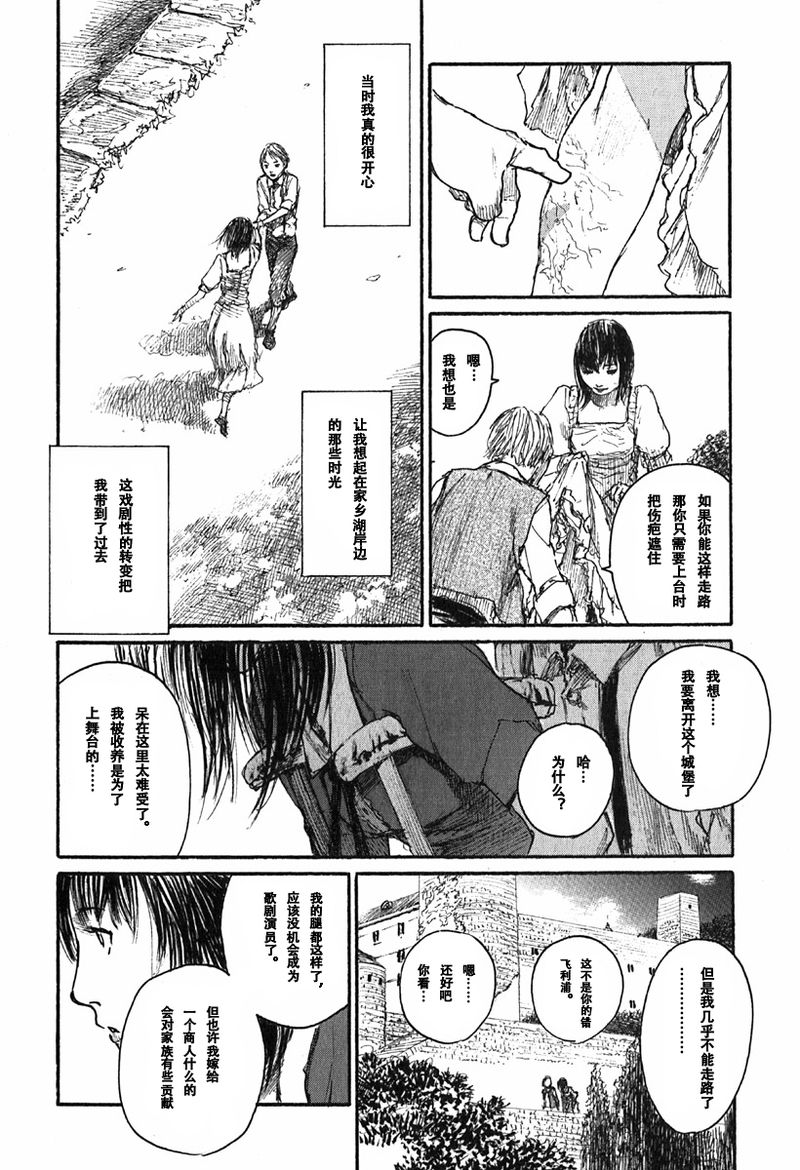 嗯…
我想也是
如果你能这样走路
那你只需要上台时
把伤疤遮住
当时我真的很开心
让我想起在家乡湖岸边
的那些时光
这戏剧性的转变把
我带到了过去
我想……
我要离开这个城堡了
哈…
为什么？
呆在这里太难受了。
我被收养是为了
上舞台的……
但是我几乎不能走路了
………
这不是你的错
飞利浦。
嗯……
还好吧
你看…
我的腿都这样了，
应该没机会成为
歌剧演员了。
但也许我嫁给
一个商人什么的
会对家族有些贡献